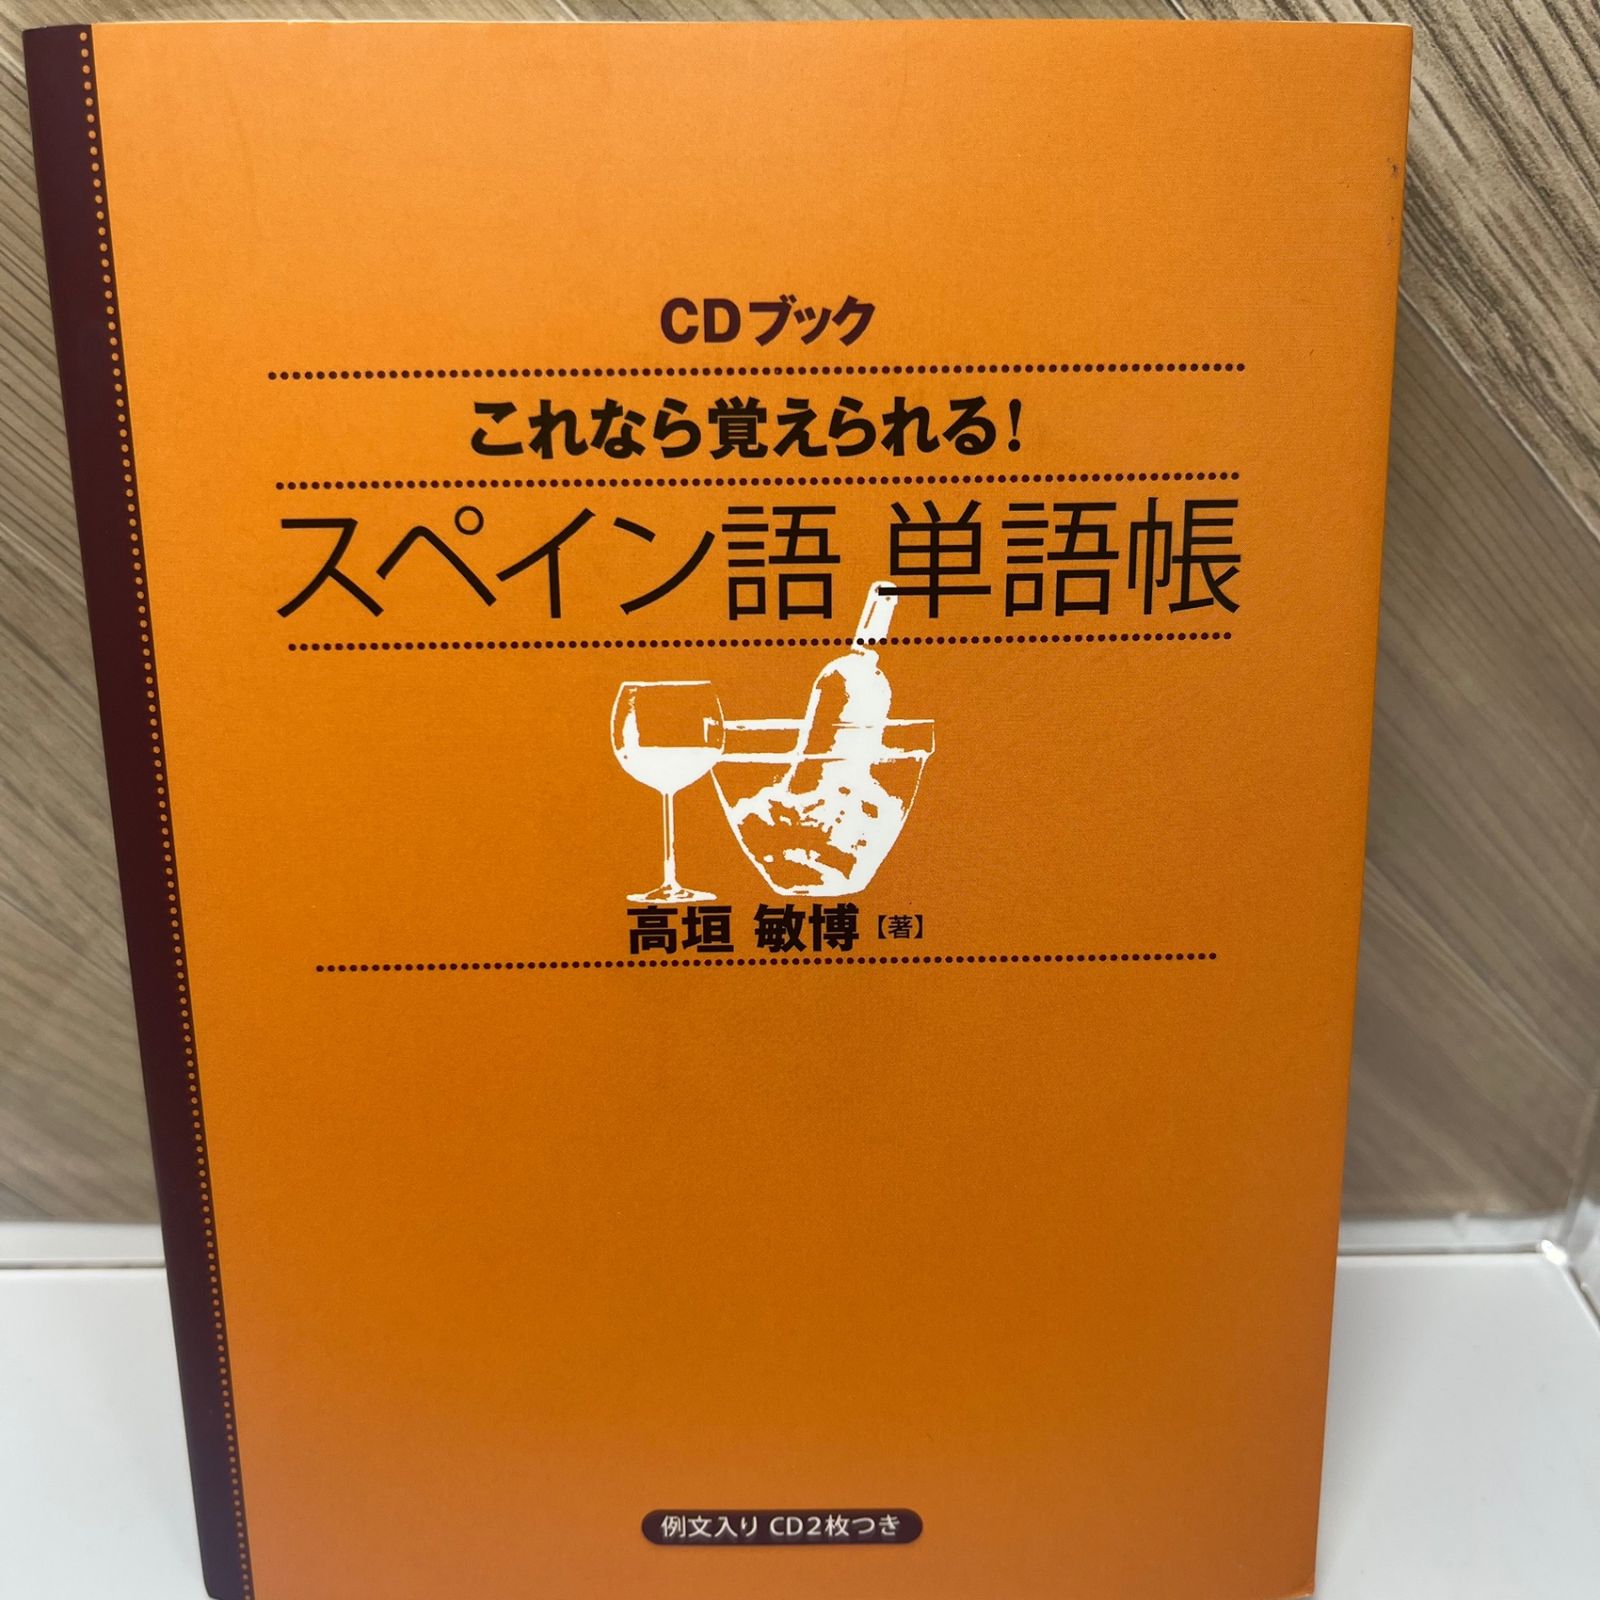 CDブック
これなら覚えられる!
スペイン語 単語帳
高垣 敏博【著】
例文入り CD2枚つき